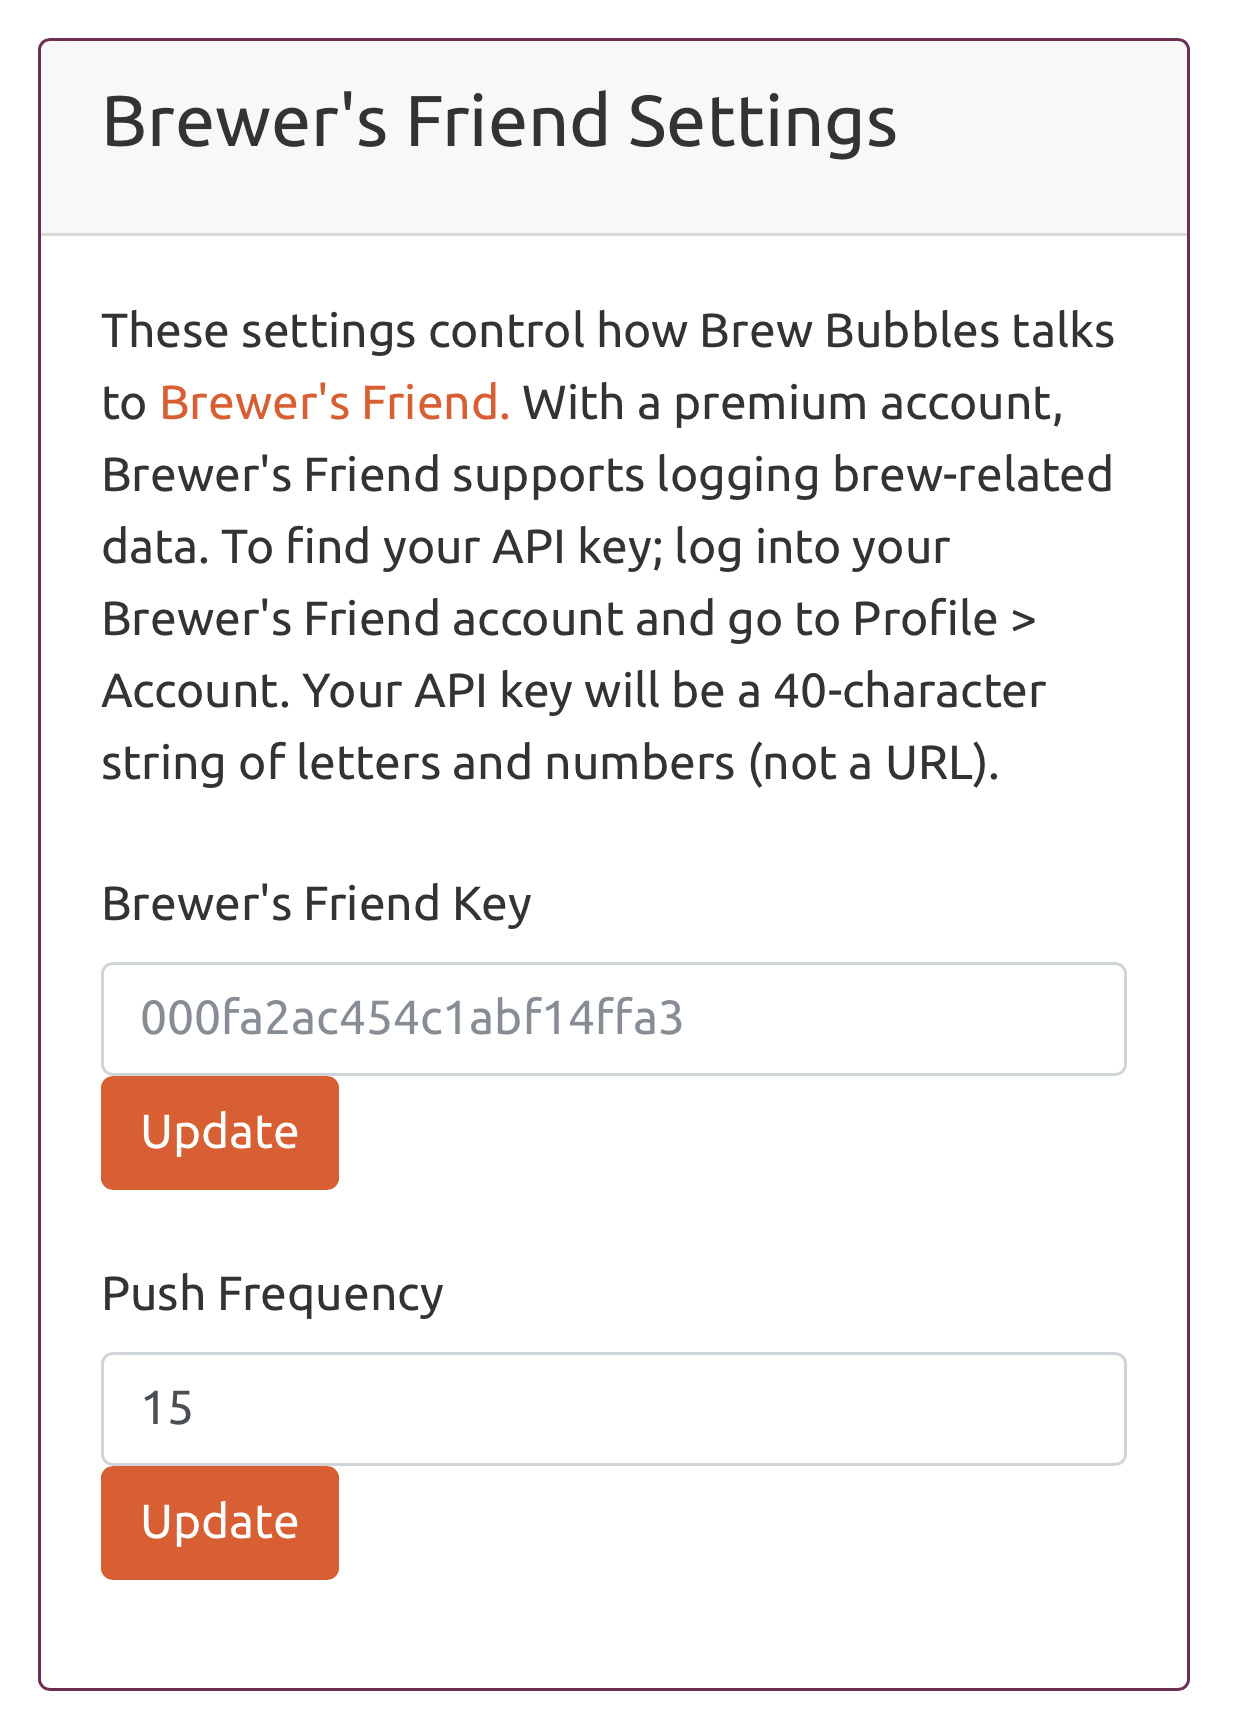 Brewer's Friend Settings
These settings control how Brew Bubbles talks
to Brewer's Friend. With a premium account,
Brewer's Friend supports logging brew-related
data. To find your API key; log into your
Brewer's Friend account and go to Profile >
Account. Your API key will be a 40-character
string of letters and numbers (not a URL).
Brewer's Friend Key
000fa2ac454c1abf14ffa3
Update
Push Frequency
15
Update